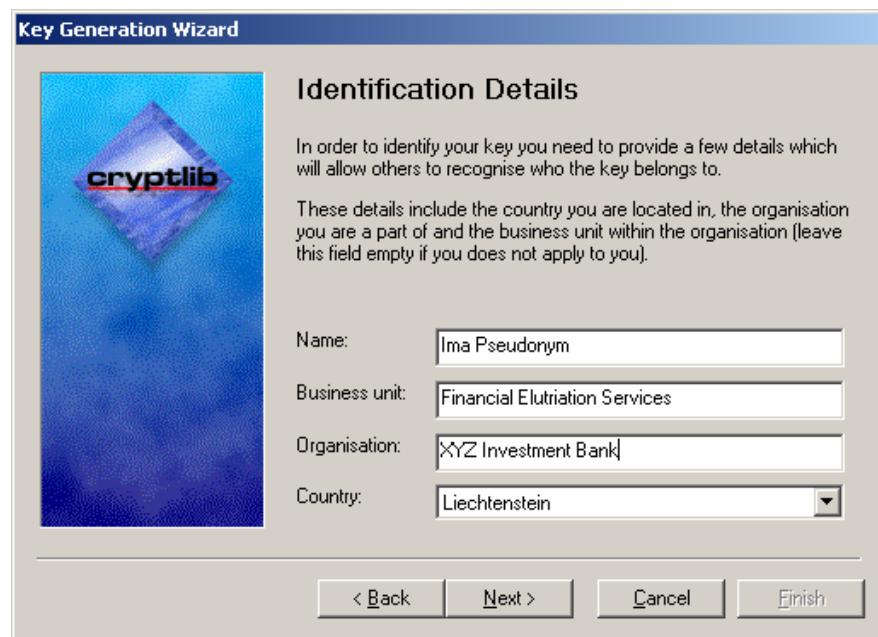 Key Generation Wizard
cryptlib
Identification Details
In order to identify your key you need to provide a few details which
will allow others to recognise who the key belongs to.
These details include the country you are located in, the organisation
you are a part of and the business unit within the organisation (leave
this field empty if you does not apply to you).
Name: Ima Pseudonym
Business unit: Financial Elutriation Services
Organisation: XYZ Investment Bank
Country: Liechtenstein
< Back Next > Cancel Finish